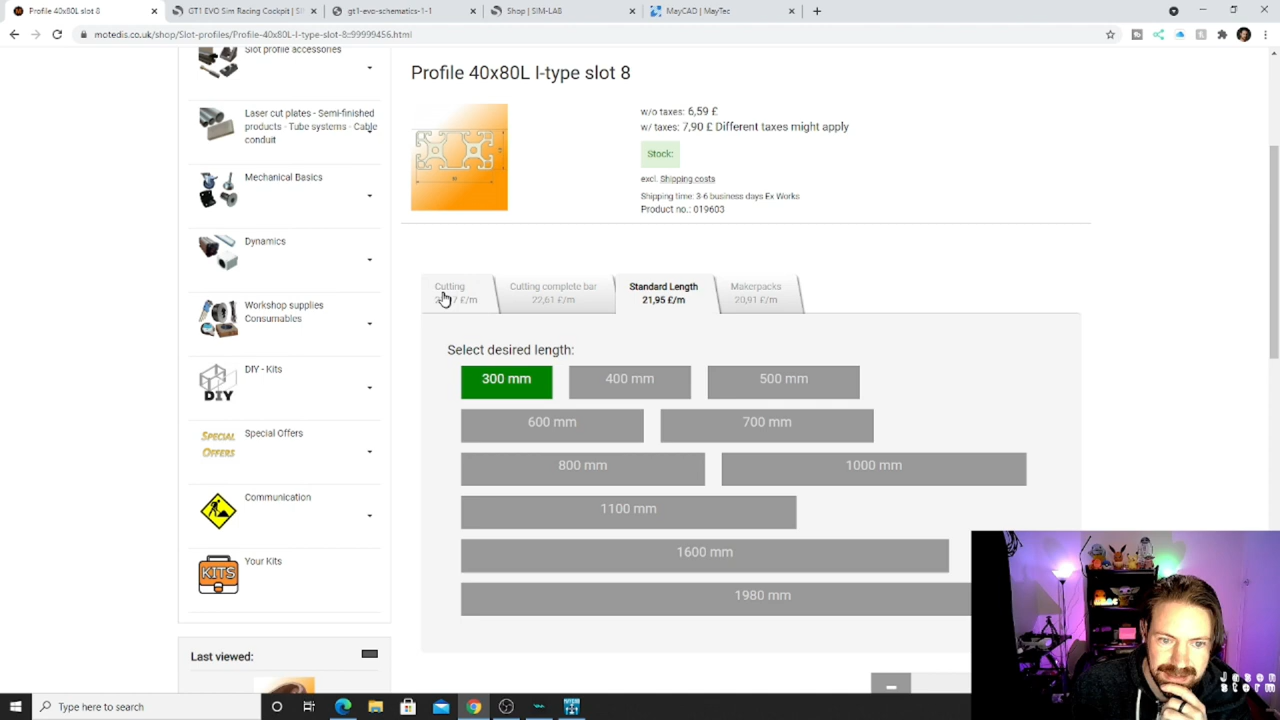 Profile 40x80L I-type slot 8
GT1 EVO Sim Racing Cockpit | SI
gt1-evo-schematics-1-1
Shop | SIM-LAB
MayCAD | MayTec
motedis.co.uk/shop/Slot-profiles/Profile-40x80L-I-type-slot-8::99999456.html
Slot profile accessories
Laser cut plates - Semi-finished
products - Tube systems - Cable
conduit
Mechanical Basics
Dynamics
Workshop supplies
Consumables
DIY - Kits
DIY
Special Offers
SPECIAL
OFFERS
Communication
Your Kits
KITS
Last viewed:
Profile 40x80L I-type slot 8
w/o taxes: 6,59 £
w/ taxes: 7,90 £ Different taxes might apply
Stock:
excl. Shipping costs
Shipping time: 3-6 business days Ex Works
Product no.: 019603
Cutting
£/m
Cutting complete bar
22,61 £/m
Standard Length
21,95 £/m
Makerpacks
20,91 £/m
Select desired length:
300 mm
400 mm
500 mm
600 mm
700 mm
800 mm
1000 mm
1100 mm
1600 mm
1980 mm
Jason
storm
Type here to search